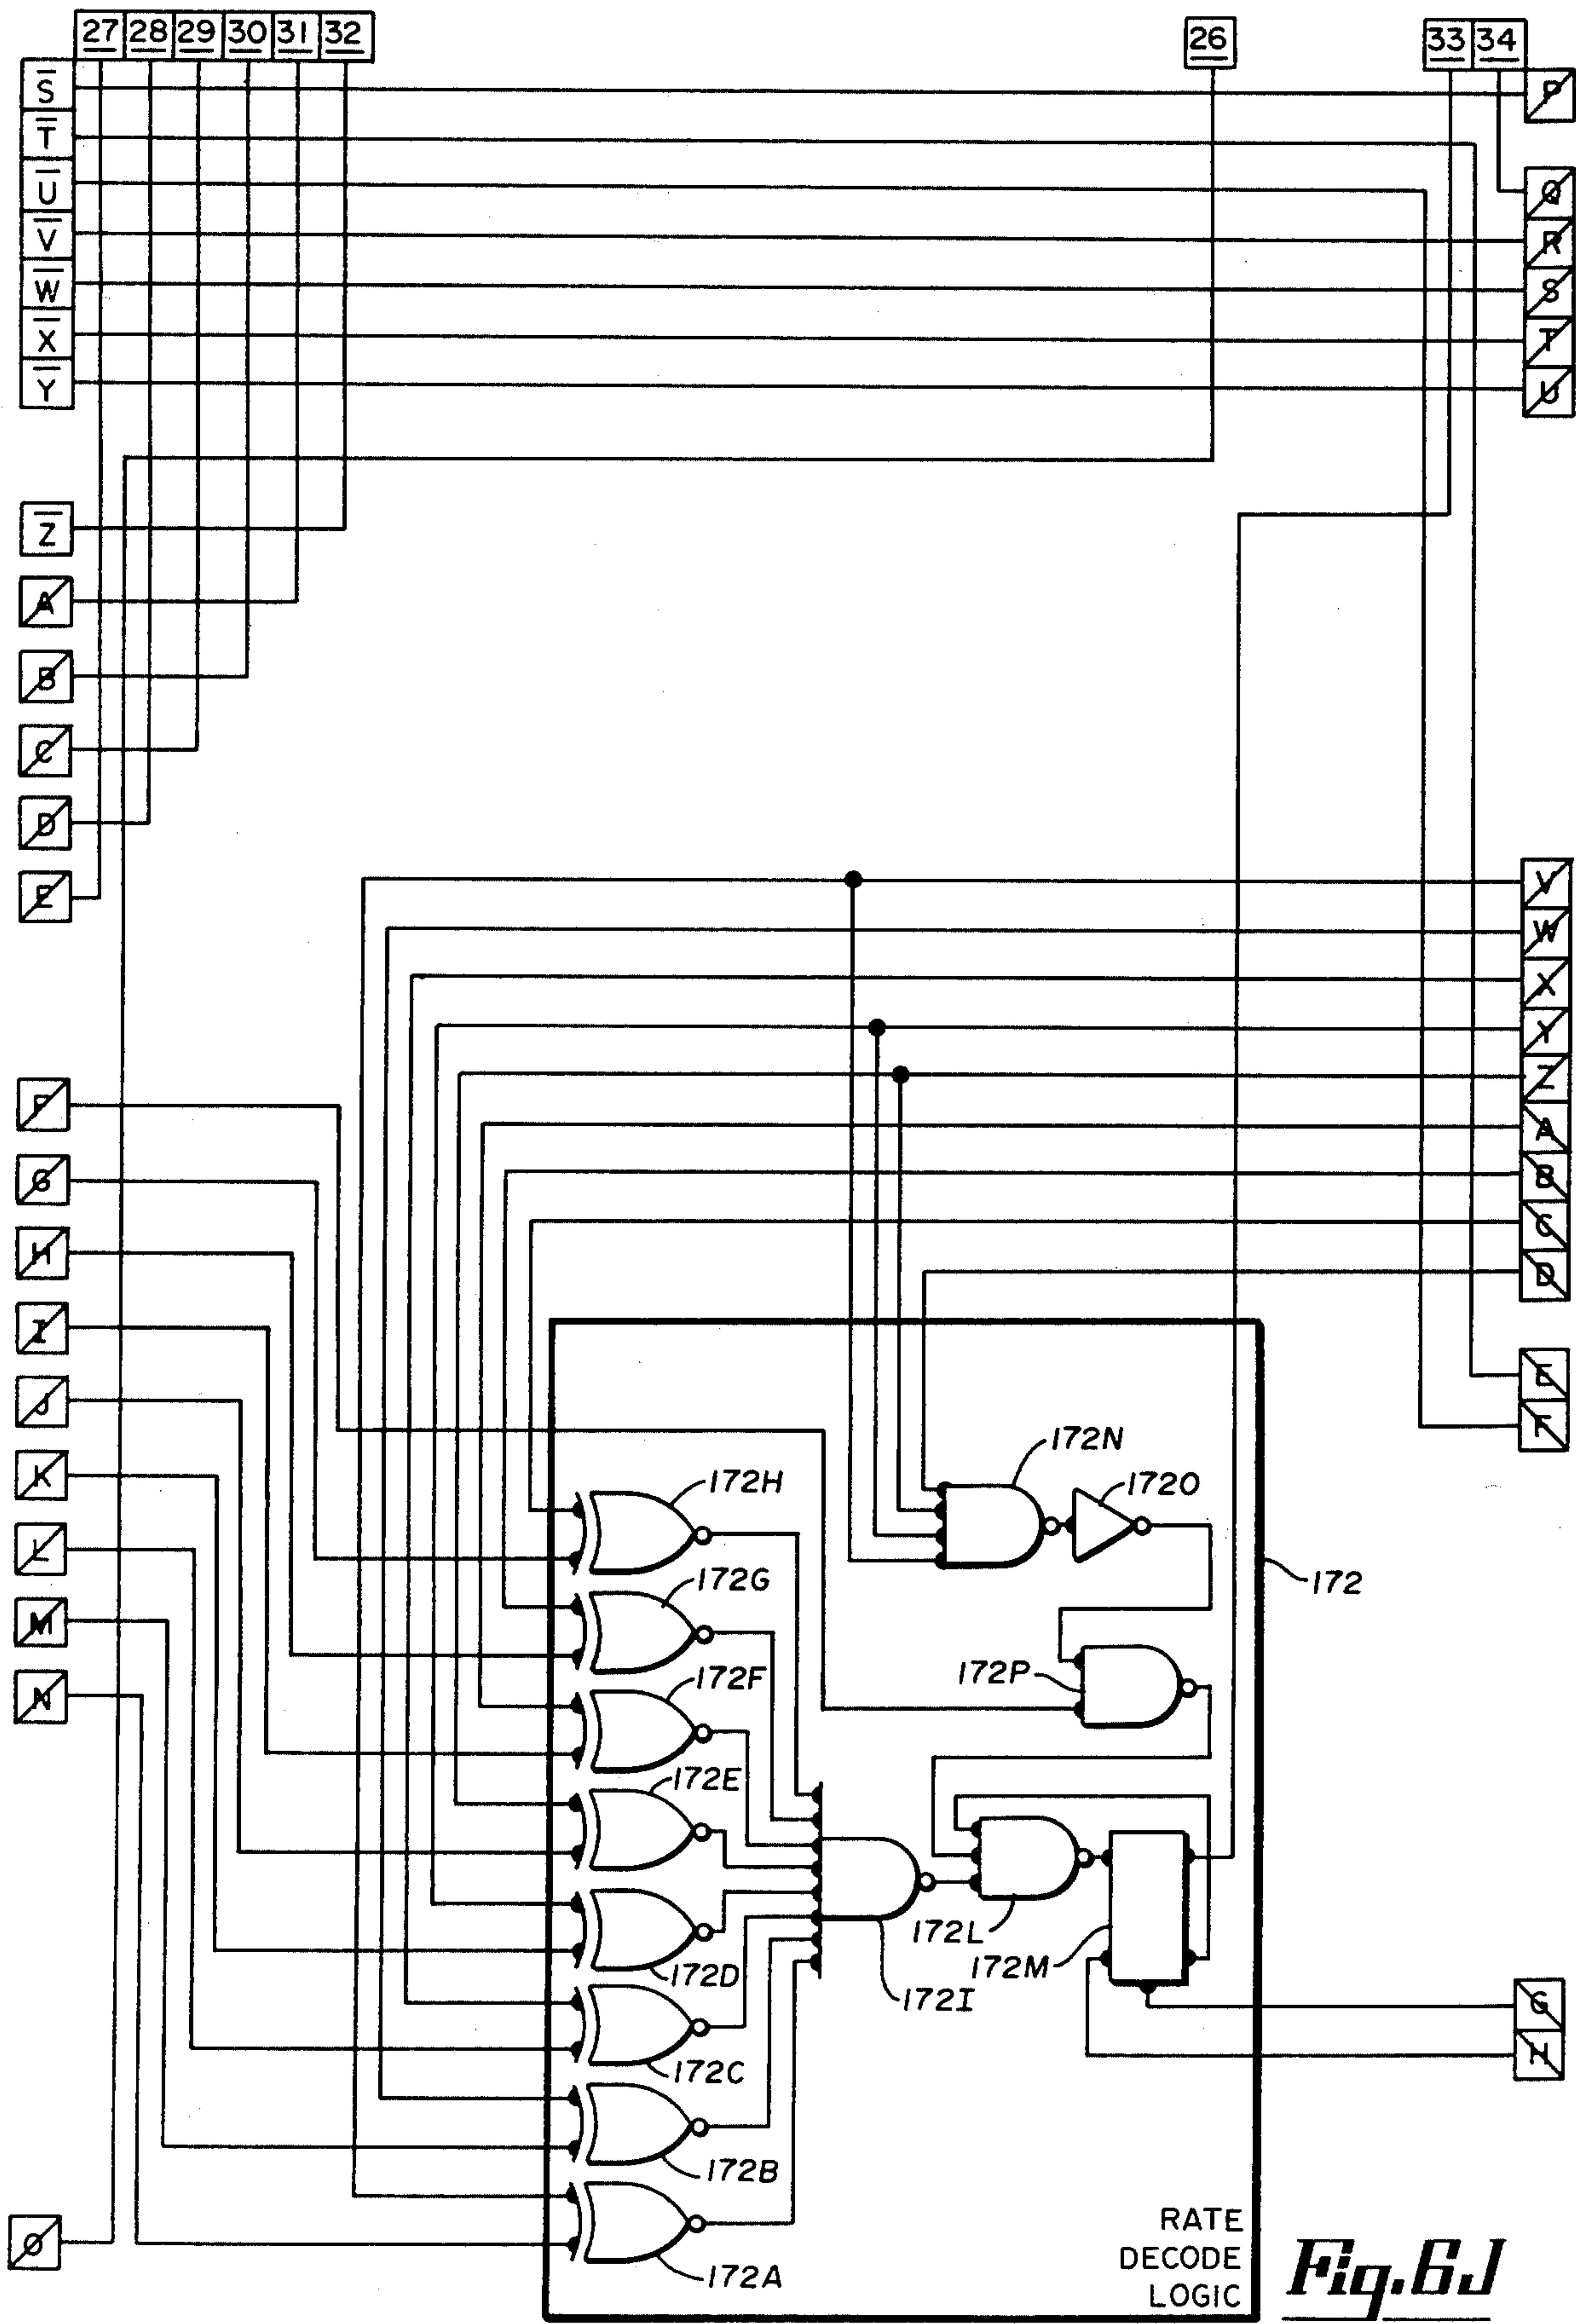 27 28 29 30 31 32 26 33 34
S̅ P
T̅
U̅ Q
V̅ R
W̅ S
X̅ T
Y̅ U
Z̅
A
B
C
D
E V
W
X
Y
Z
F A
G B
C
H D
I
E
J F
172N
K 172O
172H
L
172
172G
M
172P
N 172F
172E
172L
172D 172M
172I
G
172C H
172B
O
RATE
DECODE
172A
LOGIC
Fig.6J